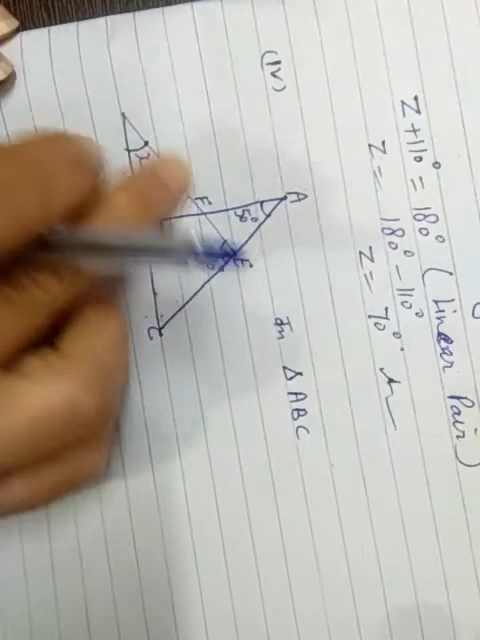 Z + 110° = 180° (Linear Pair)
Z = 180° - 110°
Z = 70°
(IV)
A
50°
F
E
x
C
In ΔABC